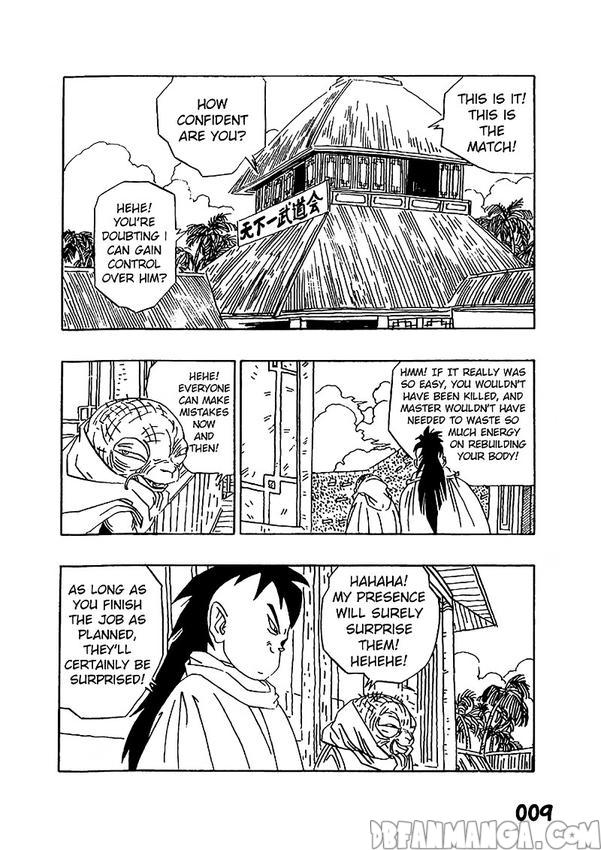 THIS IS IT!
THIS IS
THE
MATCH!
HOW
CONFIDENT
ARE YOU?
HEHE!
YOU'RE
DOUBTING I
CAN GAIN
CONTROL
OVER HIM?
天下一武道会
HMM! IF IT REALLY WAS
SO EASY, YOU WOULDN'T
HAVE BEEN KILLED, AND
MASTER WOULDN'T HAVE
NEEDED TO WASTE SO
MUCH ENERGY
ON REBUILDING
YOUR BODY!
HEHE!
EVERYONE
CAN MAKE
MISTAKES
NOW
AND
THEN!
HAHAHA!
MY PRESENCE
WILL SURELY
SURPRISE
THEM!
HEHEHE!
AS LONG AS
YOU FINISH
THE JOB AS
PLANNED,
THEY'LL
CERTAINLY BE
SURPRISED!
009
DBFANMANGA.COM